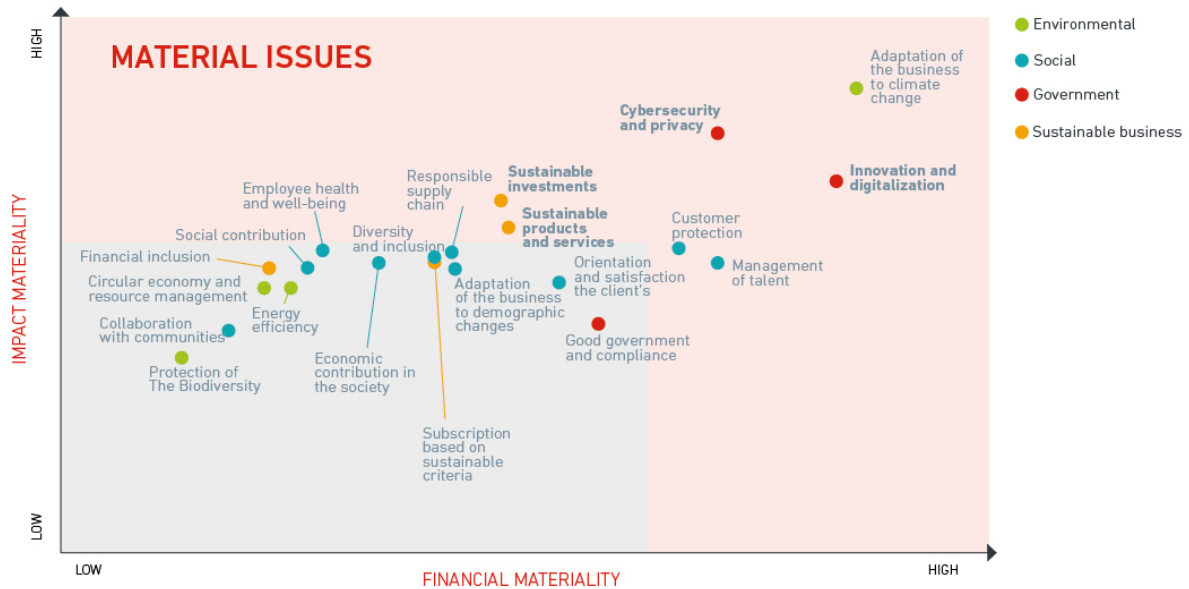 HIGH
MATERIAL ISSUES
Adaptation of
the business
to climate
change
Cybersecurity
and privacy
Innovation and
digitalization
Responsible
supply
chain
Sustainable
investments
Employee health
and well-being
Sustainable
products
and services
Customer
protection
Social contribution
Diversity
and inclusion
Financial inclusion
Orientation
and satisfaction
the client's
Management
of talent
Circular economy and
resource management
Adaptation
of the business
to demographic
changes
Energy
efficiency
Collaboration
with communities
Good government
and compliance
Economic
contribution in
the society
Protection of
The Biodiversity
Subscription
based on
sustainable
criteria
IMPACT MATERIALITY
LOW
LOW
FINANCIAL MATERIALITY
HIGH
Environmental
Social
Government
Sustainable business